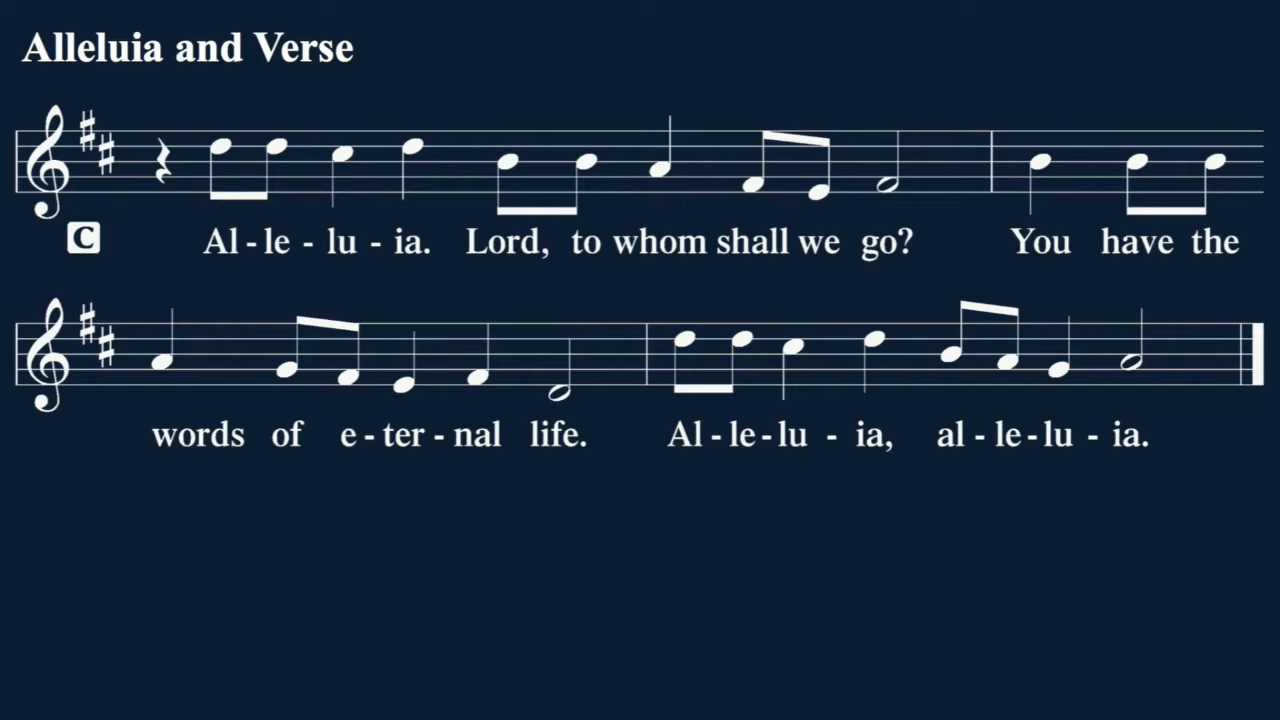 Alleluia and Verse
C Al - le - lu - ia. Lord, to whom shall we go? You have the
words of e - ter - nal life. Al - le - lu - ia, al - le - lu - ia.